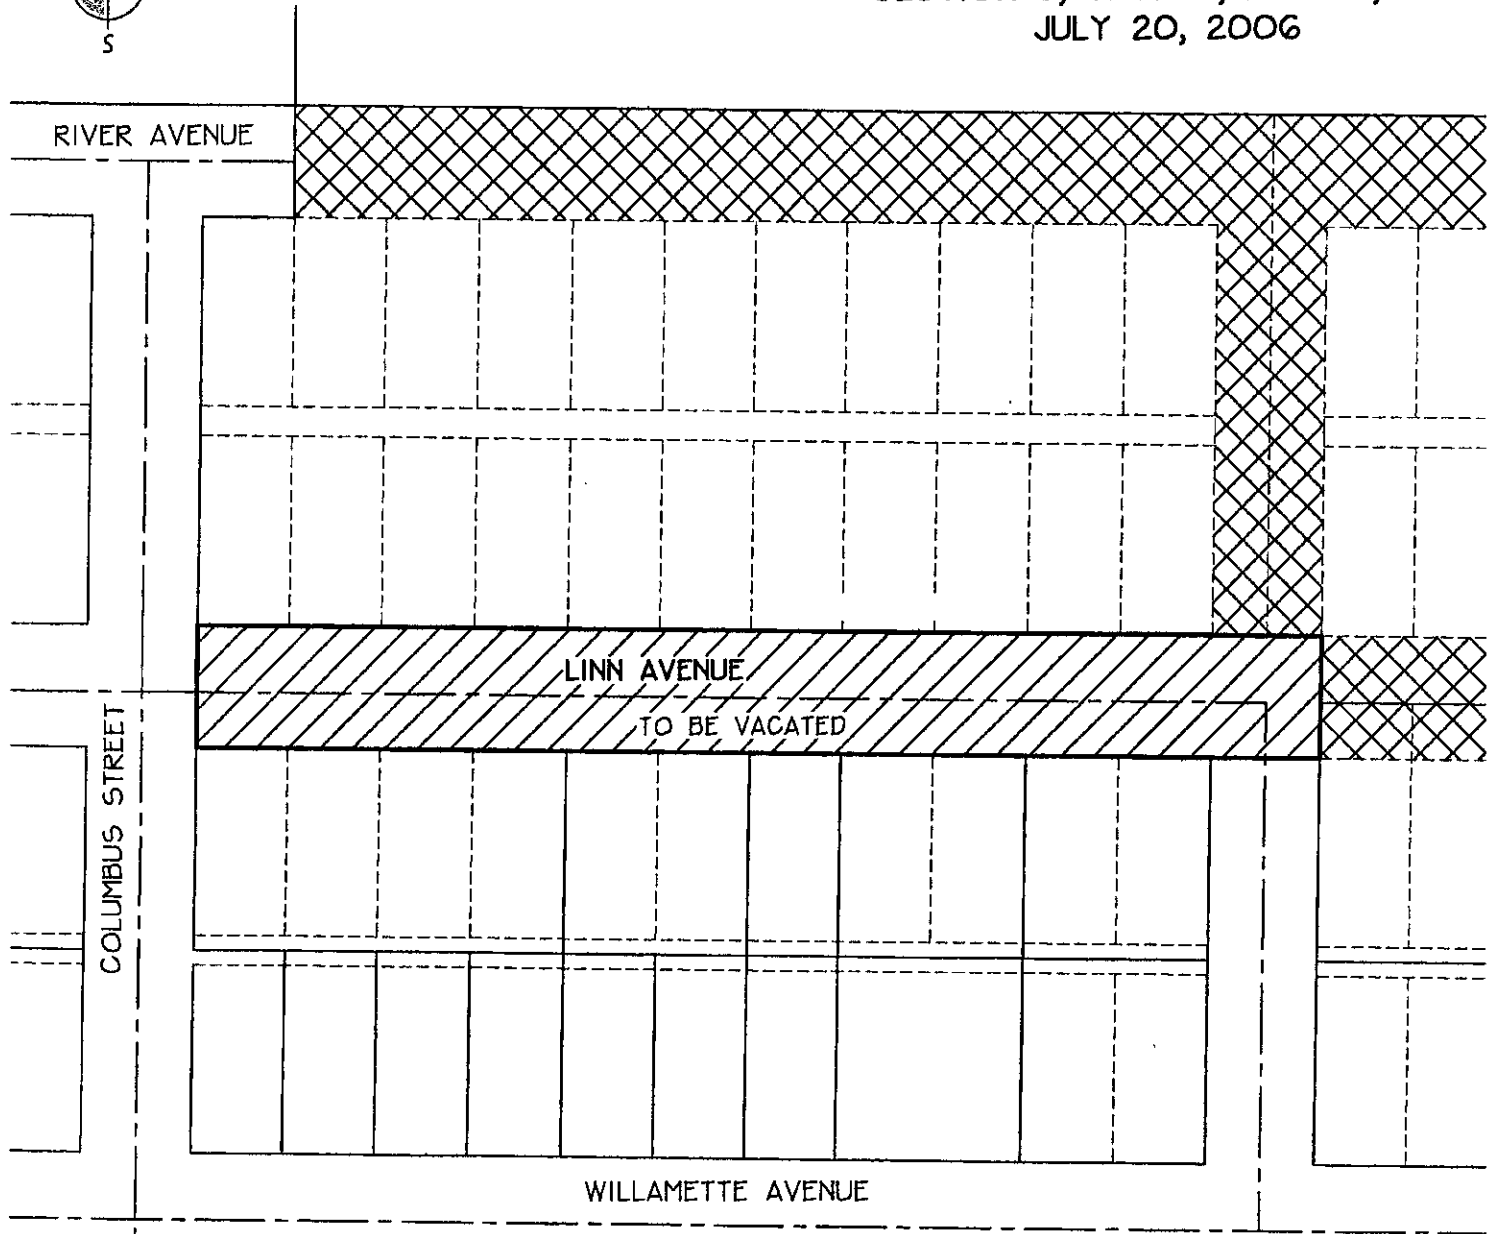 S
JULY 20, 2006
RIVER AVENUE
LINN AVENUE
TO BE VACATED
COLUMBUS STREET
WILLAMETTE AVENUE